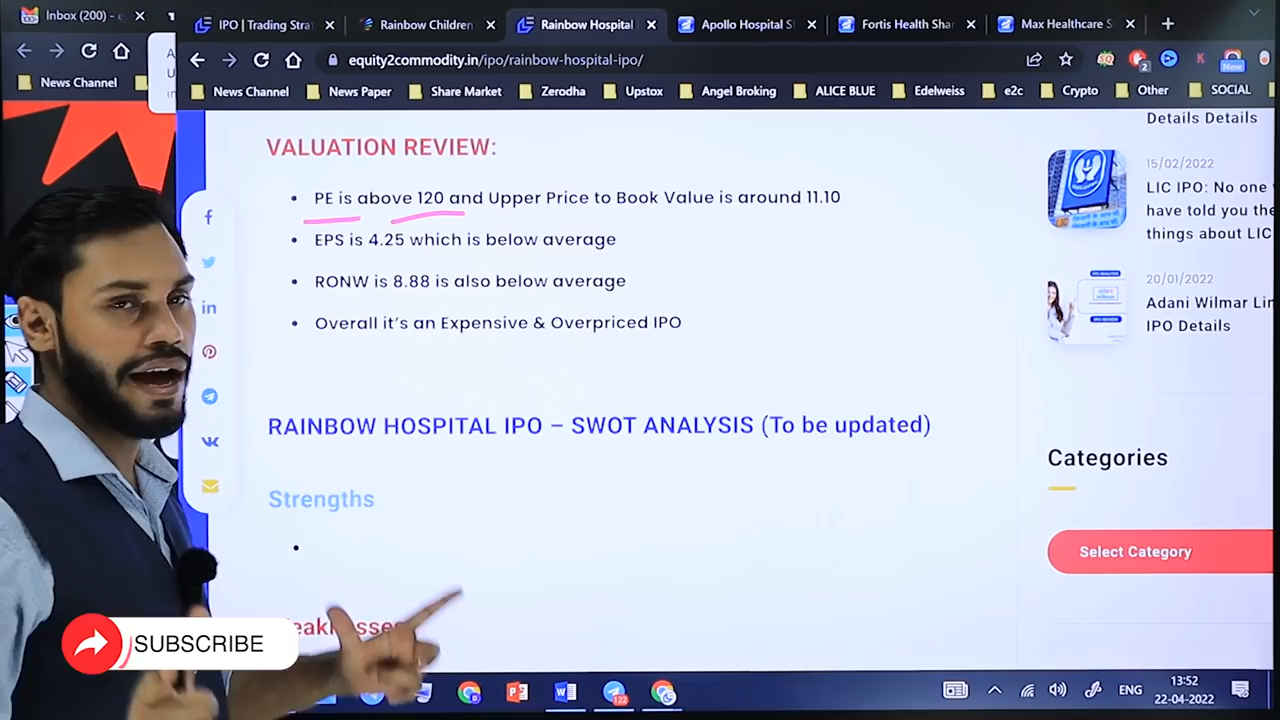 Inbox (200) - e
IPO | Trading Stra
Rainbow Children
Rainbow Hospital
Apollo Hospital S
Fortis Health Shar
Max Healthcare S
equity2commodity.in/ipo/rainbow-hospital-ipo/
New
News Channel
News Channel
News Paper
Share Market
Zerodha
Upstox
Angel Broking
ALICE BLUE
Edelweiss
e2c
Crypto
Other
SOCIAL
VALUATION REVIEW:
• PE is above 120 and Upper Price to Book Value is around 11.10
• EPS is 4.25 which is below average
• RONW is 8.88 is also below average
• Overall it's an Expensive & Overpriced IPO
RAINBOW HOSPITAL IPO – SWOT ANALYSIS (To be updated)
Strengths
•
eaknesses
Details Details
15/02/2022
LIC IPO: No one
have told you the
things about LIC
20/01/2022
Adani Wilmar Lim
IPO Details
Categories
Select Category
SUBSCRIBE
122
ENG
13:52
22-04-2022